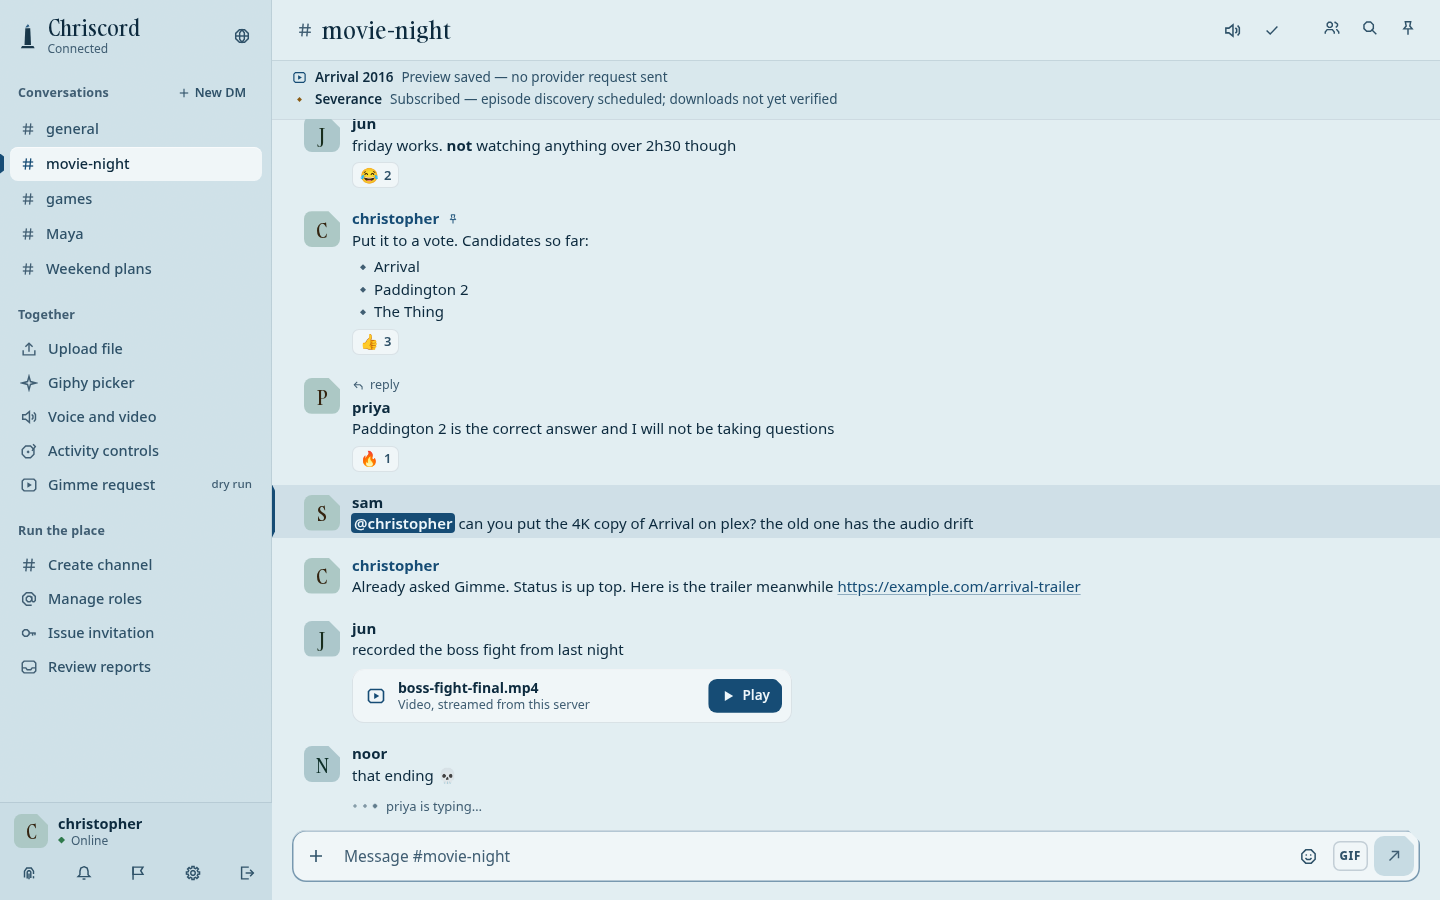 Chriscord
Connected
Conversations
New DM
# general
# movie-night
# games
# Maya
# Weekend plans
Together
Upload file
Giphy picker
Voice and video
Activity controls
Gimme request dry run
Run the place
# Create channel
Manage roles
Issue invitation
Review reports
C
christopher
Online
# movie-night
Arrival 2016 Preview saved — no provider request sent
Severance Subscribed — episode discovery scheduled; downloads not yet verified
J
jun
friday works. not watching anything over 2h30 though
😂 2
C
christopher
Put it to a vote. Candidates so far:
Arrival
Paddington 2
The Thing
👍 3
reply
P
priya
Paddington 2 is the correct answer and I will not be taking questions
🔥 1
S
sam
@christopher can you put the 4K copy of Arrival on plex? the old one has the audio drift
C
christopher
Already asked Gimme. Status is up top. Here is the trailer meanwhile https://example.com/arrival-trailer
J
jun
recorded the boss fight from last night
boss-fight-final.mp4
Video, streamed from this server
Play
N
noor
that ending 💀
priya is typing...
Message #movie-night
GIF